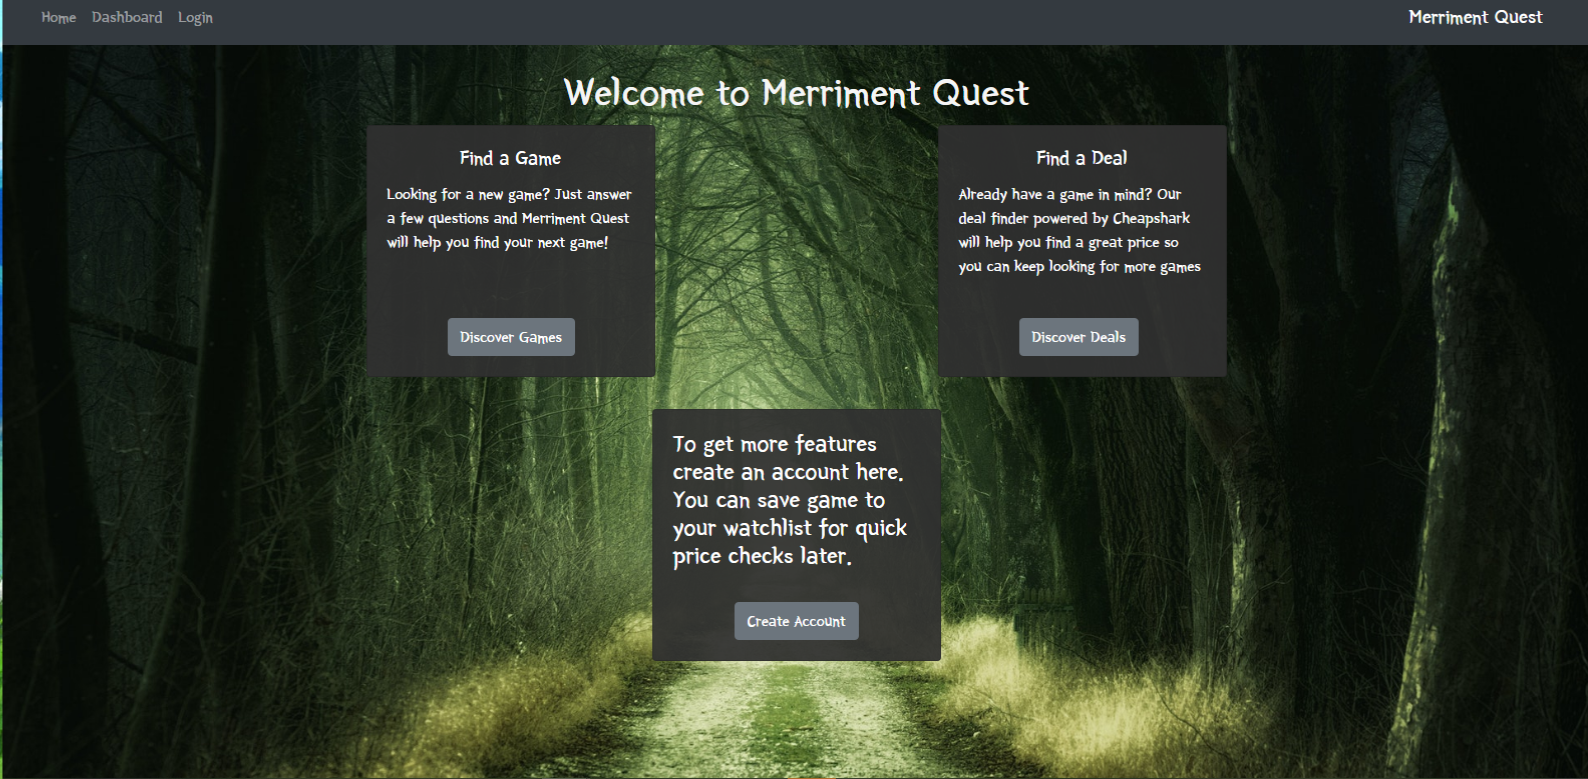 Home Dashboard Login
Merriment Quest
Welcome to Merriment Quest
Find a Game
Looking for a new game? Just answer
a few questions and Merriment Quest
will help you find your next game!
Discover Games
Find a Deal
Already have a game in mind? Our
deal finder powered by Cheapshark
will help you find a great price so
you can keep looking for more games
Discover Deals
To get more features
create an account here.
You can save game to
your watchlist for quick
price checks later.
Create Account